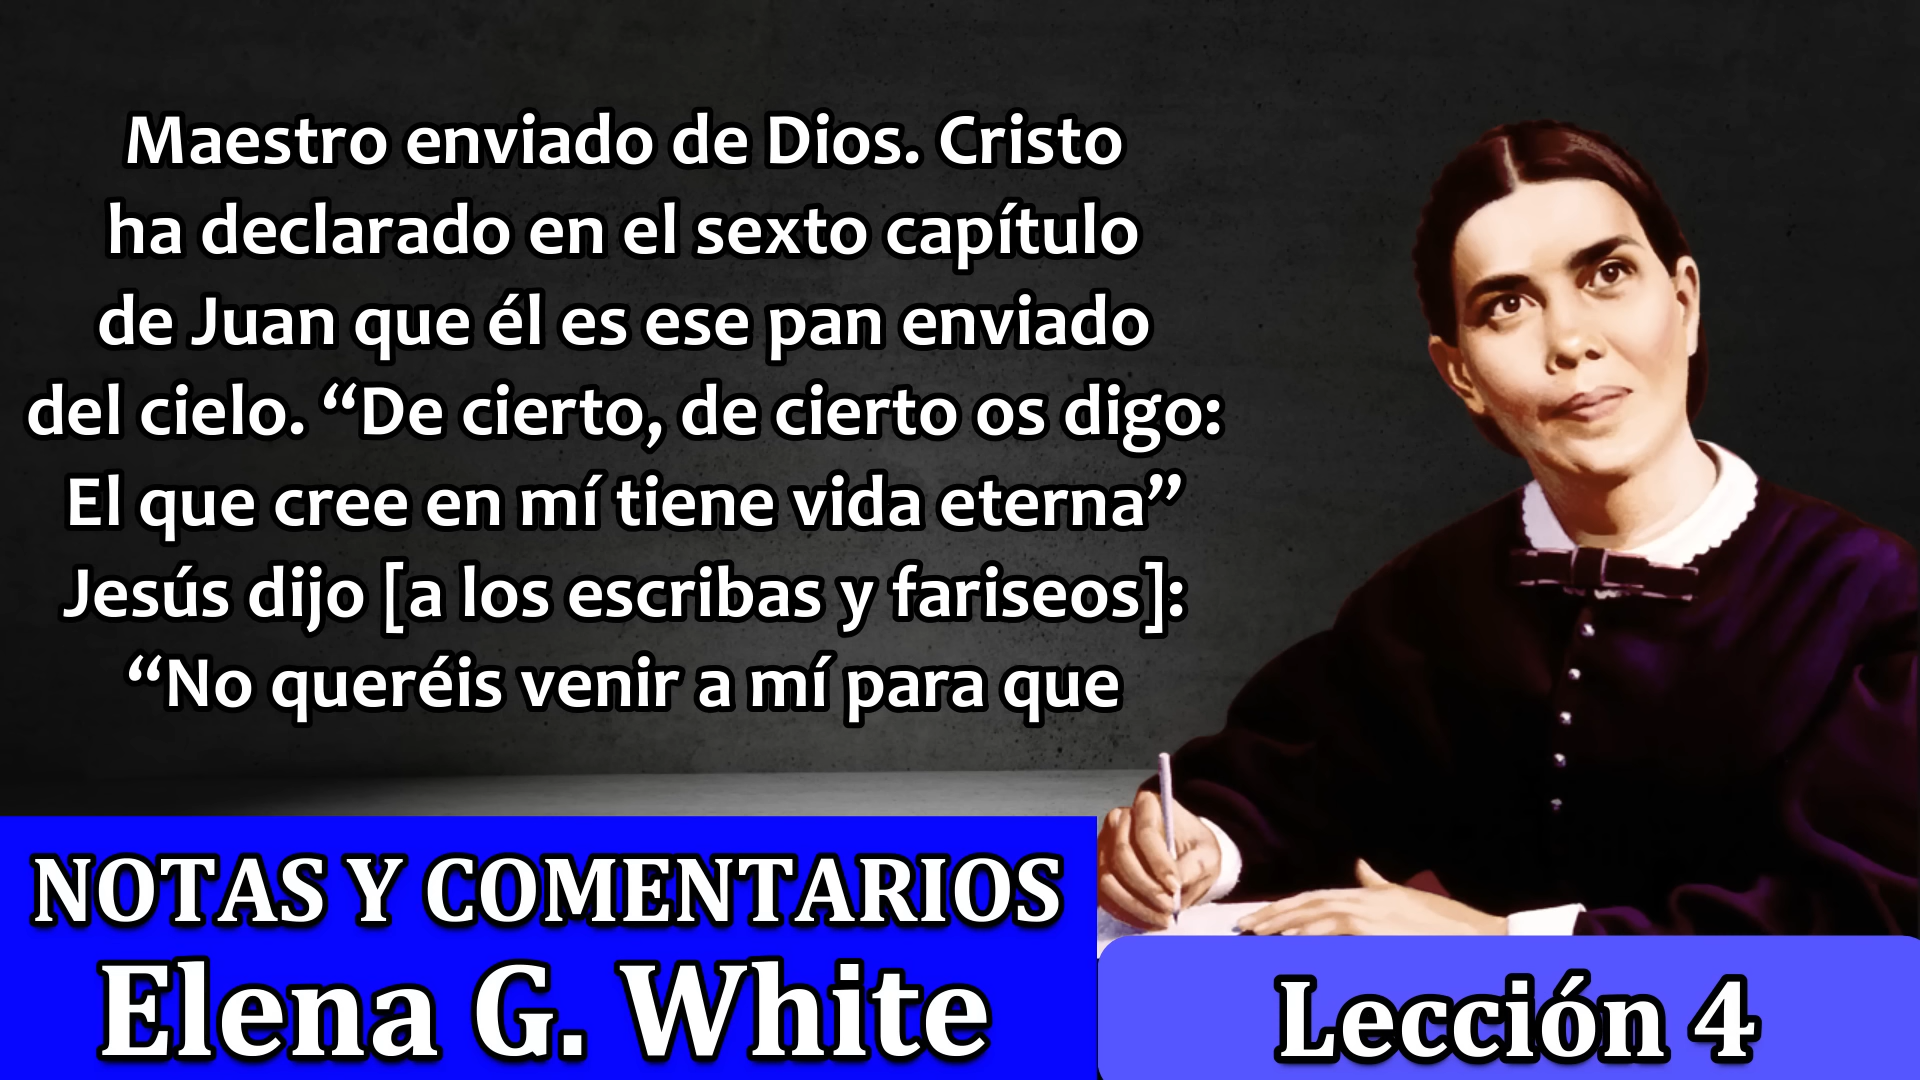 Maestro enviado de Dios. Cristo
ha declarado en el sexto capítulo
de Juan que él es ese pan enviado
del cielo. “De cierto, de cierto os digo:
El que cree en mí tiene vida eterna”
Jesús dijo [a los escribas y fariseos]:
“No queréis venir a mí para que
NOTAS Y COMENTARIOS
Elena G. White
Lección 4